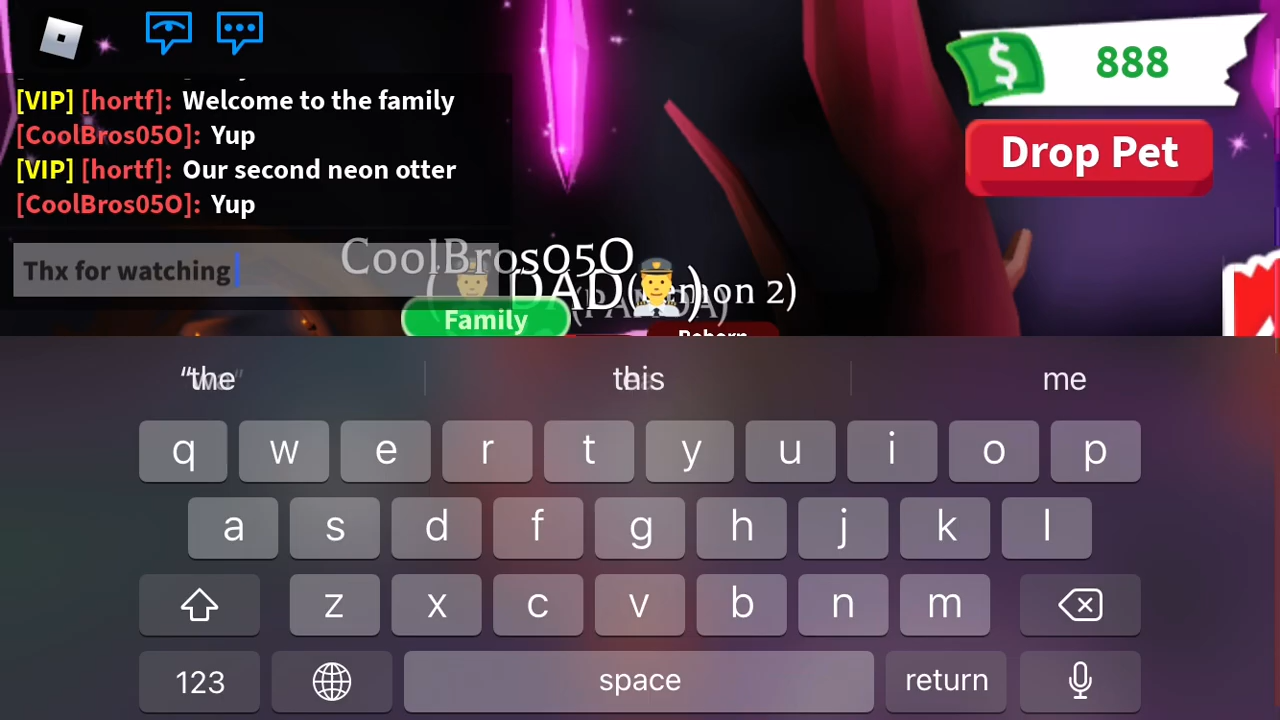 888
[VIP] [hortf]: Welcome to the family
[CoolBros05O]: Yup
[VIP] [hortf]: Our second neon otter
[CoolBros05O]: Yup
Drop Pet
Thx for watching
CoolBros05O
(👮DAD👮)
Family
the this me
q w e r t y u i o p
a s d f g h j k l
z x c v b n m
123 space return